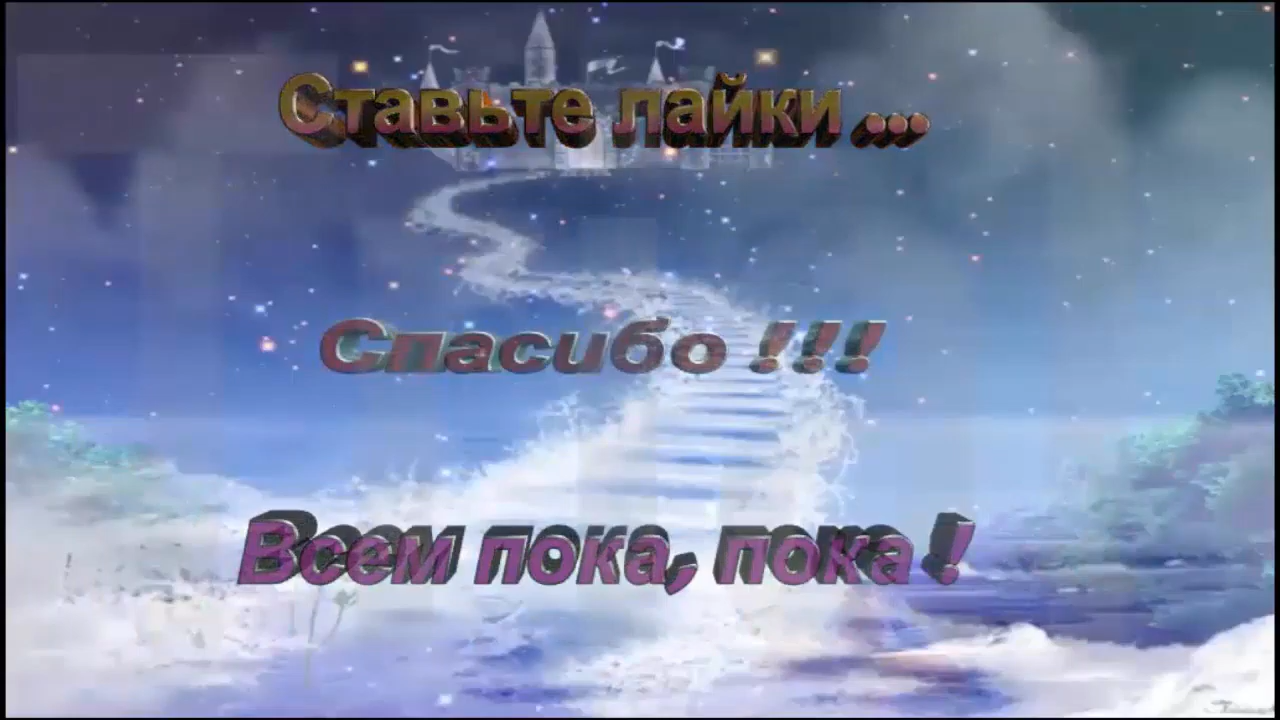 Ставьте лайки ...
Спасибо !!!
Всем пока, пока !